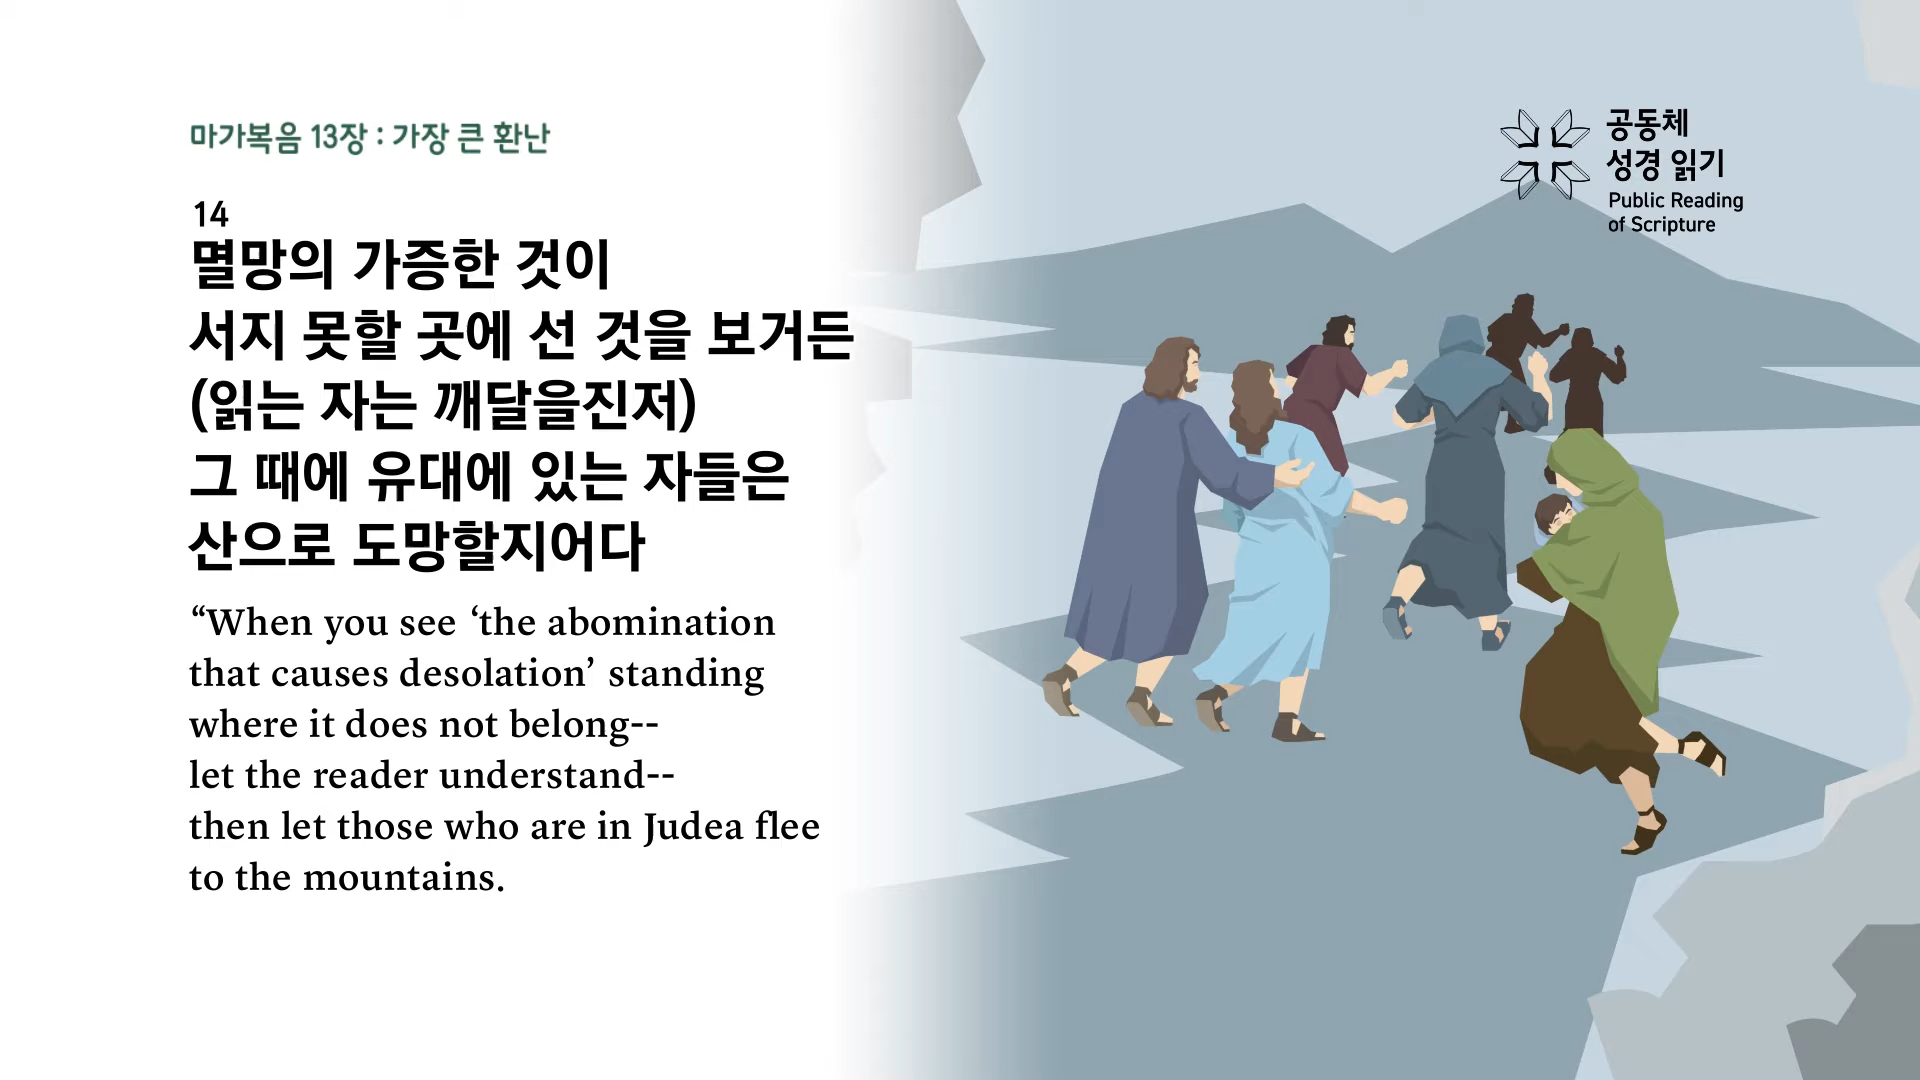 마가복음 13장 : 가장 큰 환난
14
멸망의 가증한 것이
서지 못할 곳에 선 것을 보거든
(읽는 자는 깨달을진저)
그 때에 유대에 있는 자들은
산으로 도망할지어다
“When you see ‘the abomination
that causes desolation’ standing
where it does not belong--
let the reader understand--
then let those who are in Judea flee
to the mountains.
공동체
성경 읽기
Public Reading
of Scripture